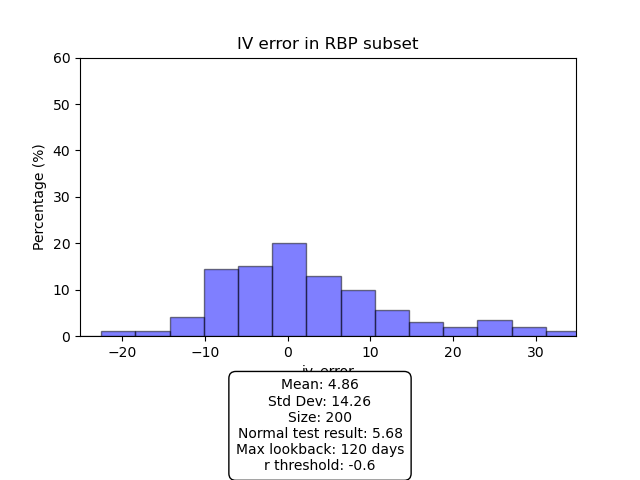 IV error in RBP subset
Percentage (%)
60
50
40
30
20
10
0
−20 −10 0 10 20 30
iv_error
Mean: 4.86
Std Dev: 14.26
Size: 200
Normal test result: 5.68
Max lookback: 120 days
r threshold: -0.6